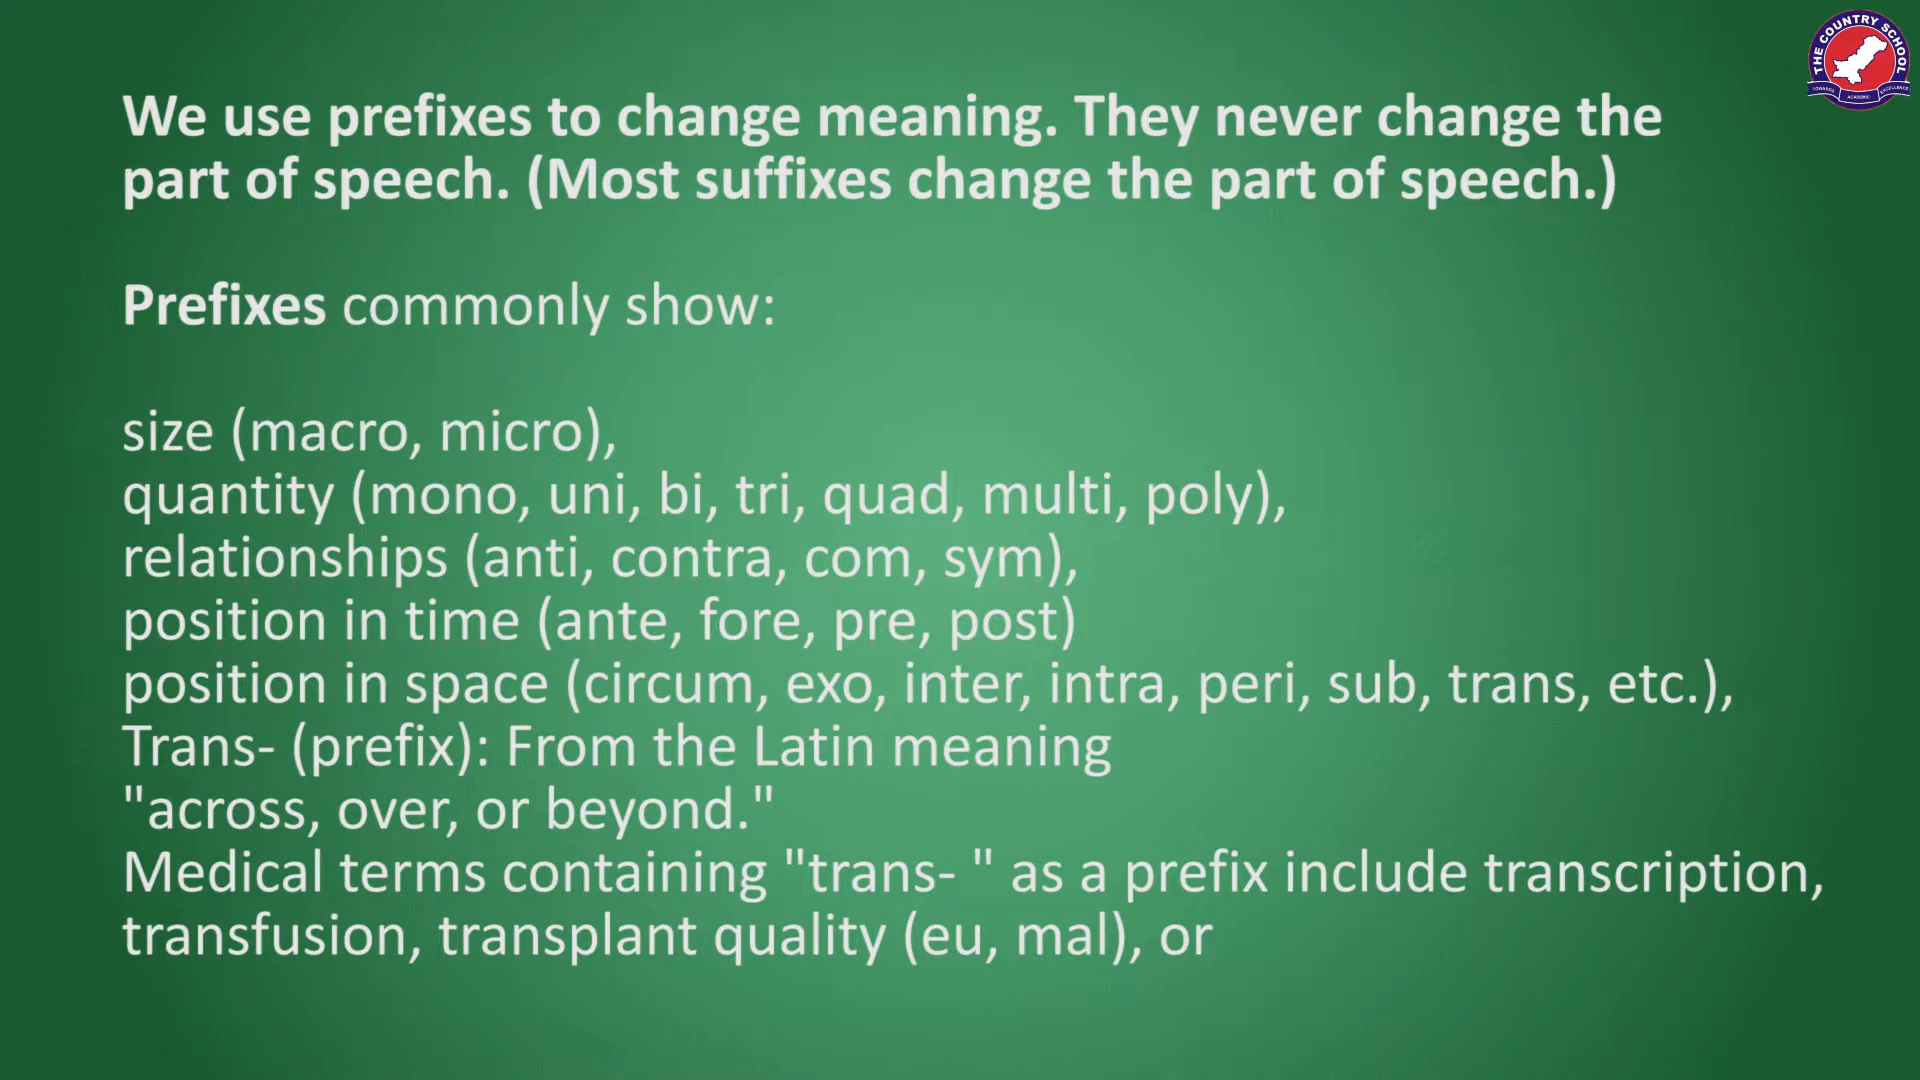 We use prefixes to change meaning. They never change the
part of speech. (Most suffixes change the part of speech.)
Prefixes commonly show:
size (macro, micro),
quantity (mono, uni, bi, tri, quad, multi, poly),
relationships (anti, contra, com, sym),
position in time (ante, fore, pre, post)
position in space (circum, exo, inter, intra, peri, sub, trans, etc.),
Trans- (prefix): From the Latin meaning
"across, over, or beyond."
Medical terms containing "trans- " as a prefix include transcription,
transfusion, transplant quality (eu, mal), or
THE COUNTRY SCHOOL
TOWARDS ACADEMIC EXCELLENCE